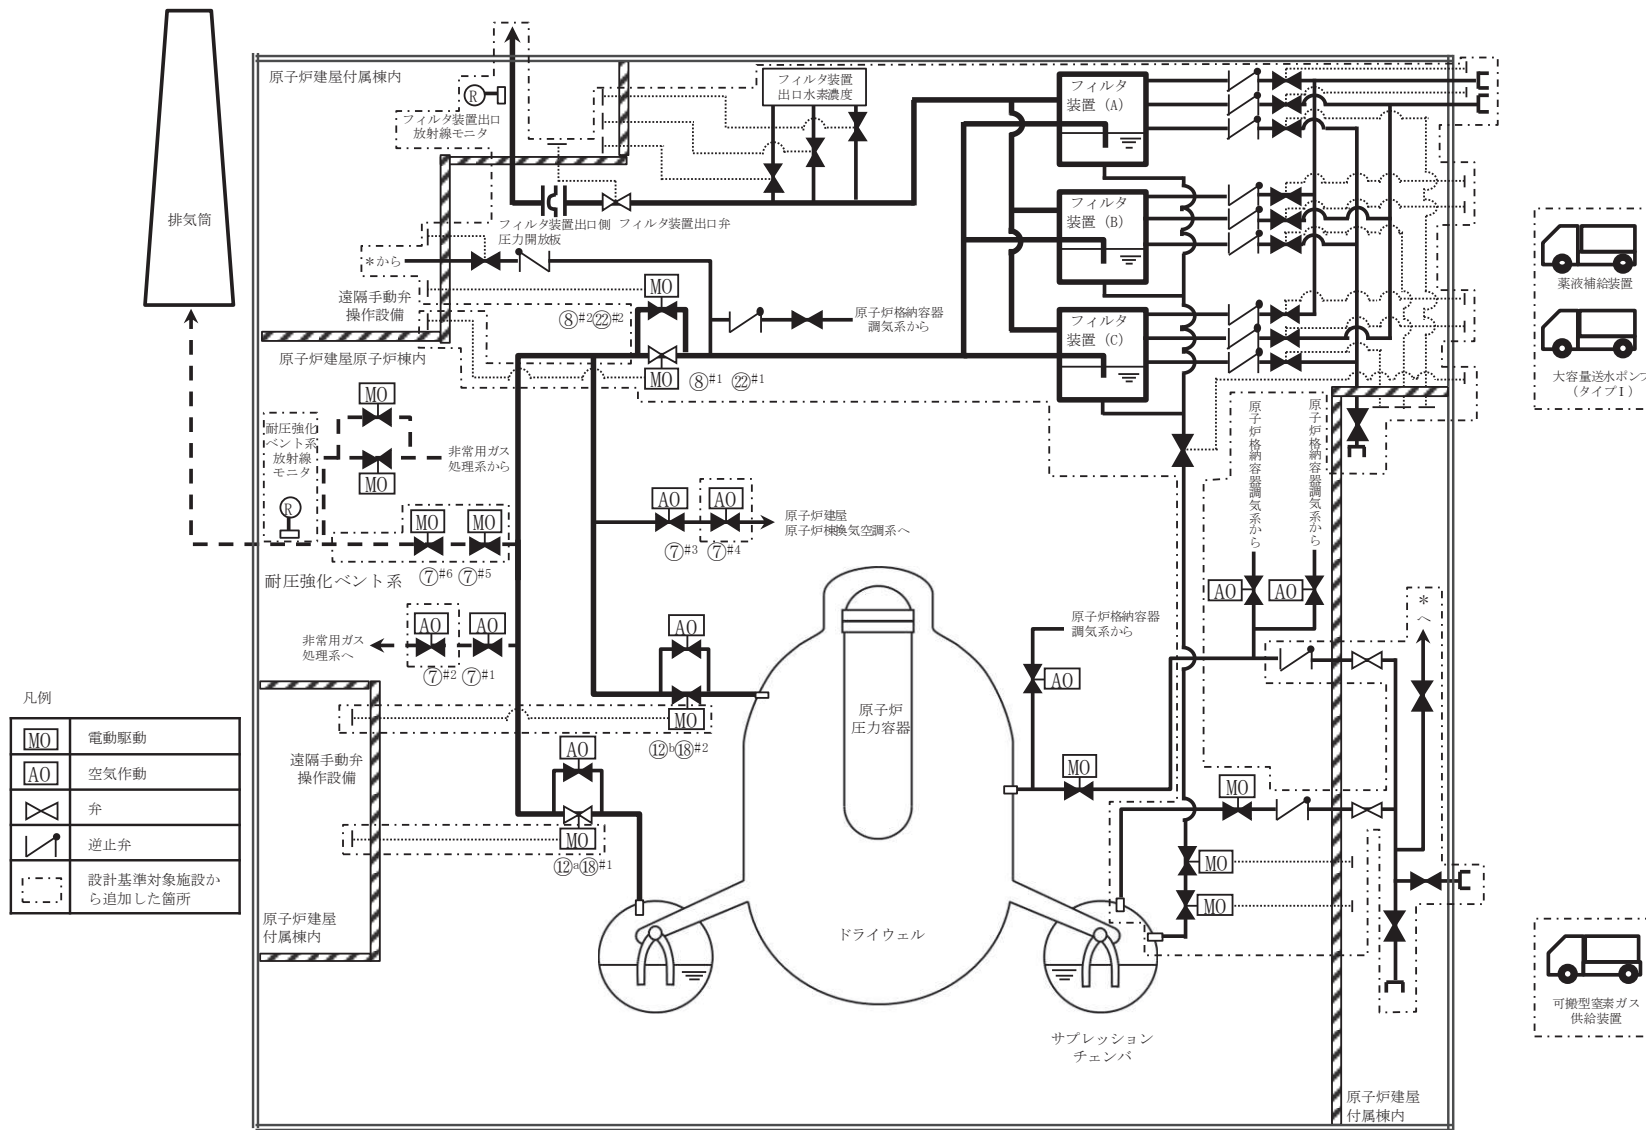 原子炉建屋付属棟内
R
フィルタ装置出口
放射線モニタ
フィルタ装置
出口水素濃度
フィルタ
装置（A）
フィルタ
装置（B）
フィルタ
装置（C）
排気筒
フィルタ装置出口側
圧力開放板
フィルタ装置出口弁
＊から
遠隔手動弁
操作設備
MO
⑧#2㉒#2
原子炉格納容器
調気系から
原子炉建屋原子炉棟内
MO
⑧#1 ㉒#1
薬液補給装置
大容量送水ポンプ
（タイプⅠ）
耐圧強化
ベント系
放射線
モニタ
R
MO
MO
非常用ガス
処理系から
MO
MO
⑦#6 ⑦#5
耐圧強化ベント系
AO
AO
⑦#3 ⑦#4
原子炉建屋
原子炉棟換気空調系へ
原子炉格納容器調気系から
原子炉格納容器調気系から
AO
AO
非常用ガス
処理系へ
AO
AO
⑦#2 ⑦#1
AO
MO
⑫b⑱#2
原子炉格納容器
調気系から
AO
MO
＊へ
原子炉
圧力容器
遠隔手動弁
操作設備
AO
MO
⑫a⑱#1
MO
MO
MO
ドライウェル
サプレッション
チェンバ
凡例
MO
電動駆動
AO
空気作動
弁
逆止弁
設計基準対象施設か
ら追加した箇所
原子炉建屋
付属棟内
可搬型窒素ガス
供給装置
原子炉建屋
付属棟内